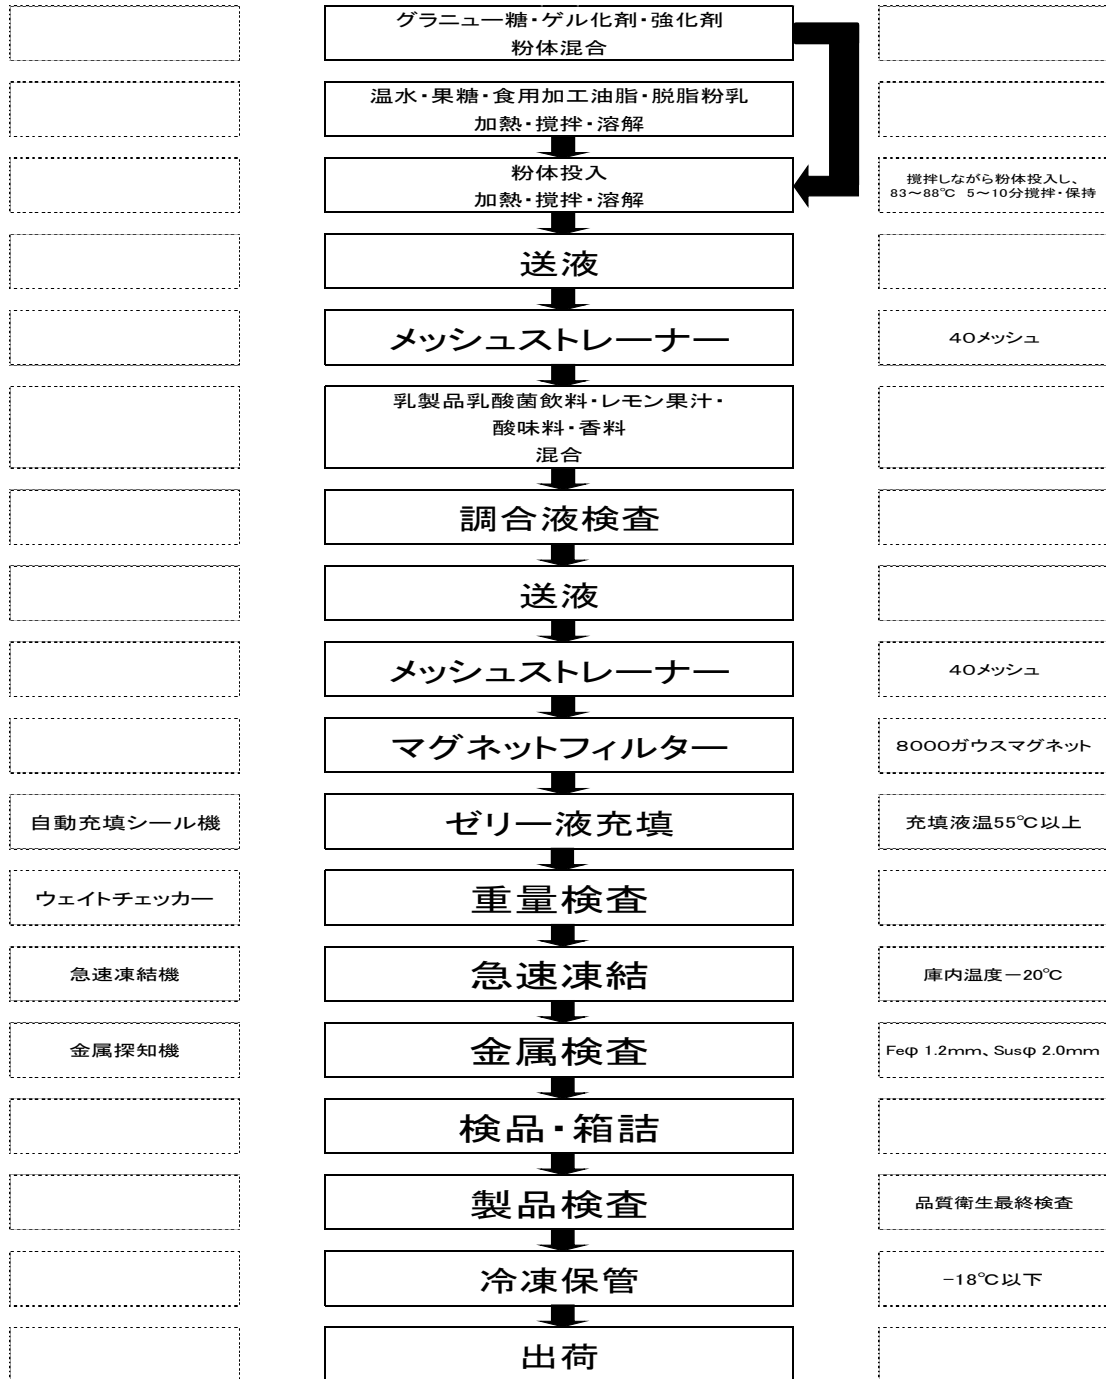 グラニュー糖・ゲル化剤・強化剤
粉体混合
温水・果糖・食用加工油脂・脱脂粉乳
加熱・撹拌・溶解
粉体投入
加熱・撹拌・溶解
撹拌しながら粉体投入し、
83～88℃ 5～10分撹拌・保持
送液
メッシュストレーナー
40メッシュ
乳製品乳酸菌飲料・レモン果汁・
酸味料・香料
混合
調合液検査
送液
メッシュストレーナー
40メッシュ
マグネットフィルター
8000ガウスマグネット
自動充填シール機
ゼリー液充填
充填液温55℃以上
ウェイトチェッカー
重量検査
急速凍結機
急速凍結
庫内温度－20℃
金属探知機
金属検査
Feφ 1.2mm、Susφ 2.0mm
検品・箱詰
製品検査
品質衛生最終検査
冷凍保管
-18℃以下
出荷